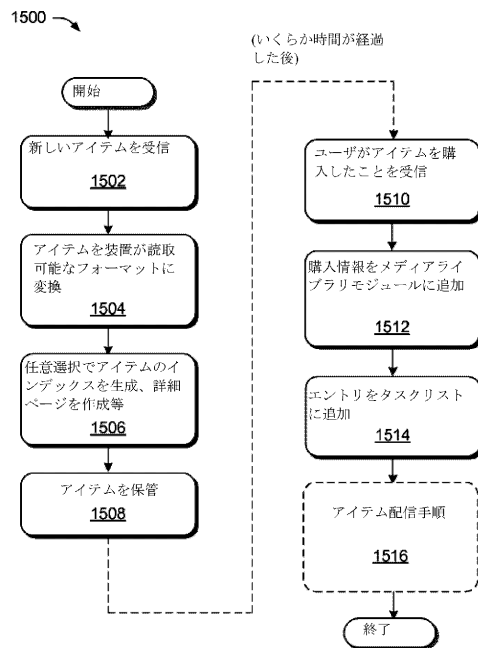 1500
開始
新しいアイテムを受信
1502
アイテムを装置が読取
可能なフォーマットに
変換
1504
任意選択でアイテムのイ
ンデックスを生成、詳細
ページを作成等
1506
アイテムを保管
1508
(いくらか時間が経過
した後)
ユーザがアイテムを購
入したことを受信
1510
購入情報をメディアライ
ブラリモジュールに追加
1512
エントリをタスクリスト
に追加
1514
アイテム配信手順
1516
終了